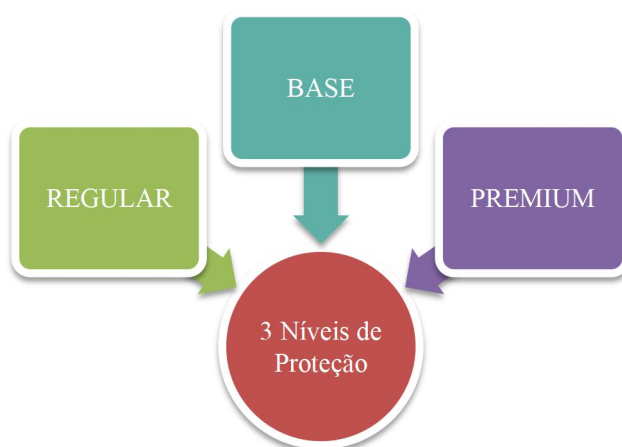 BASE
REGULAR
PREMIUM
3 Níveis de
Proteção